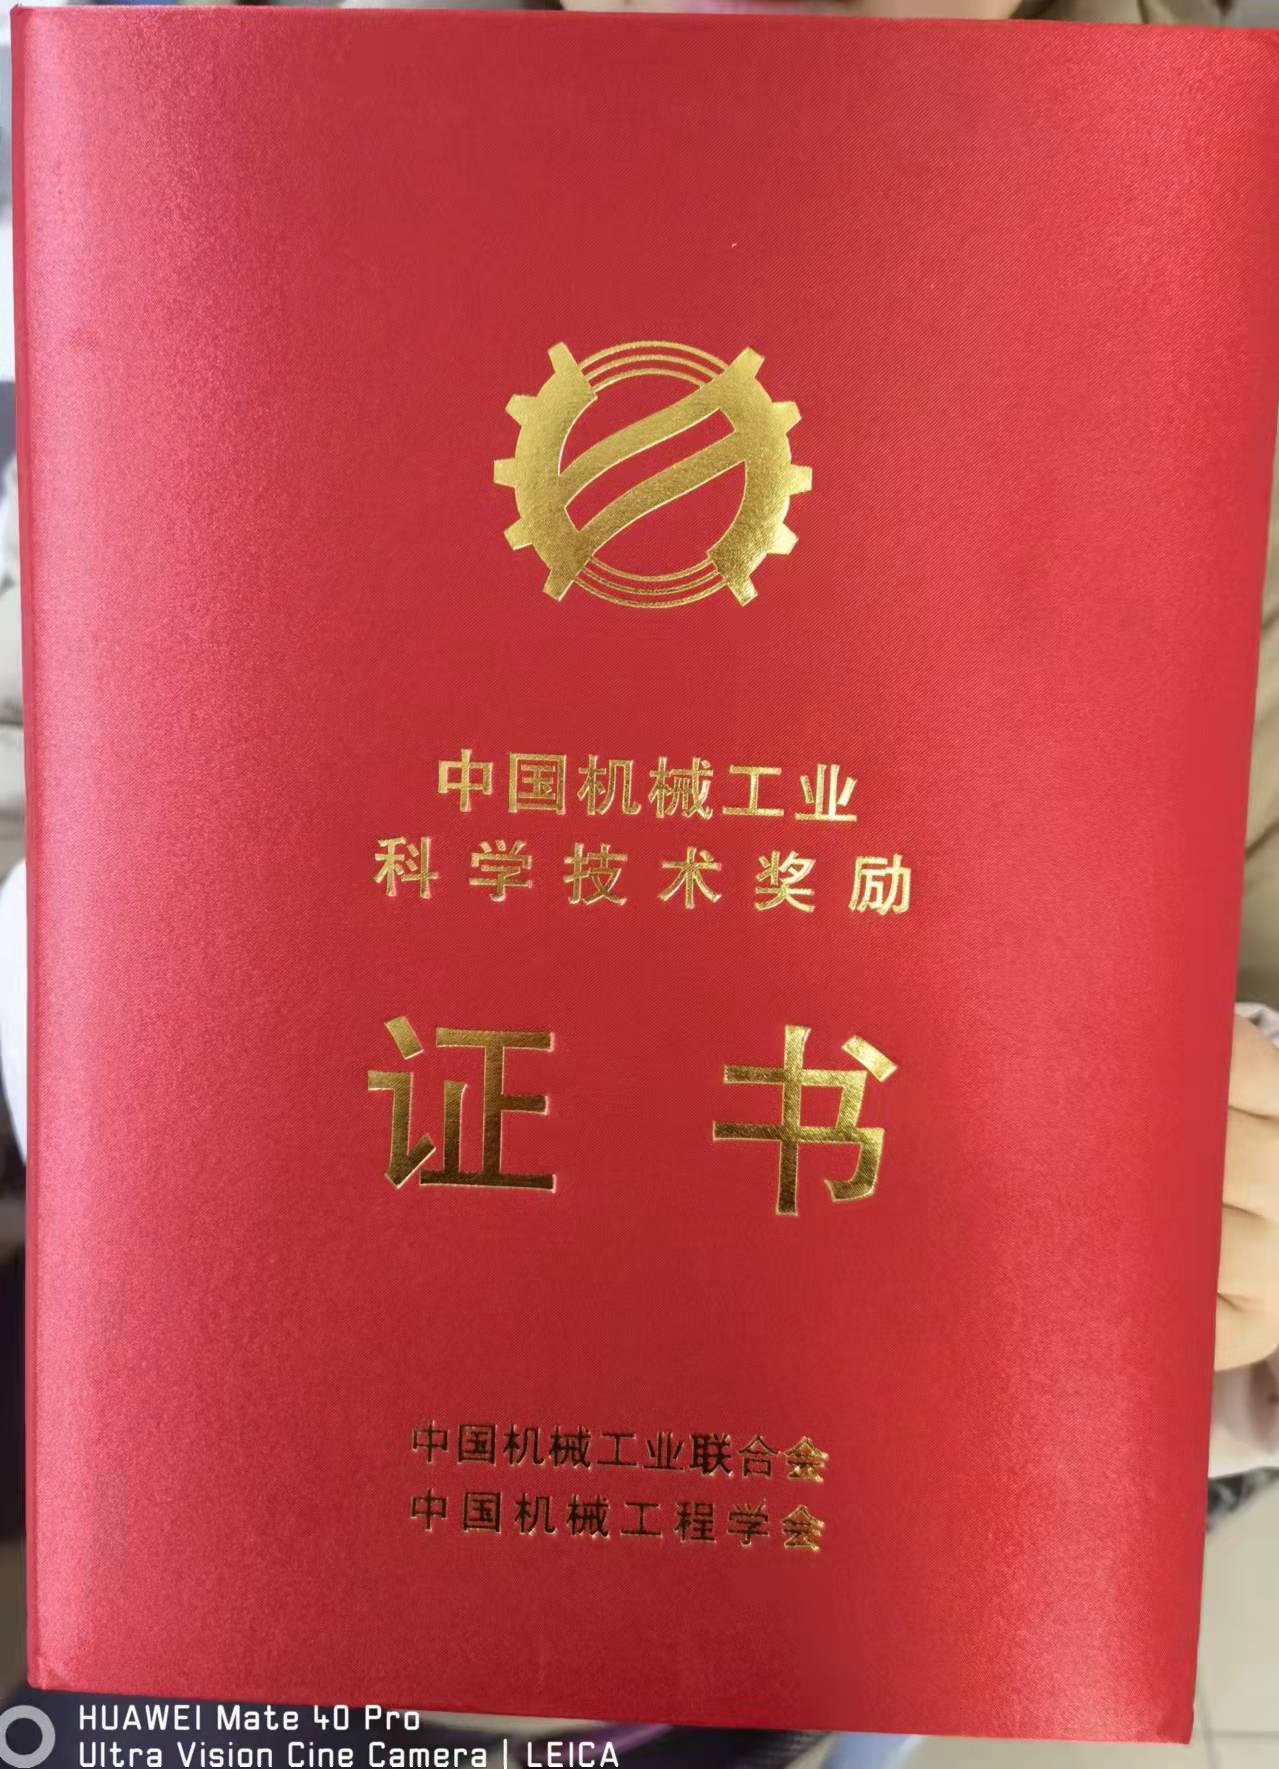 中国机械工业
科学技术奖励
证书
中国机械工业联合会
中国机械工程学会
HUAWEI Mate 40 Pro
Ultra Vision Cine Camera | LEICA